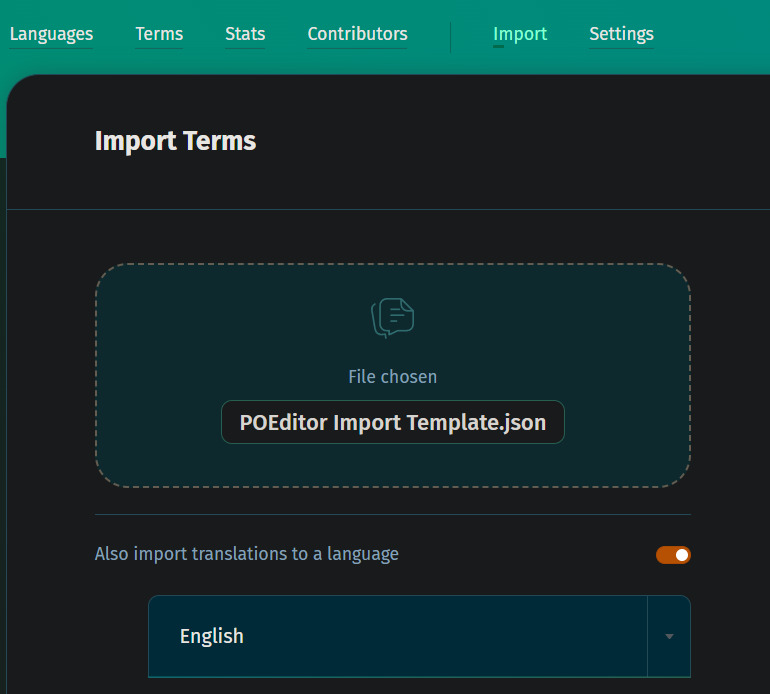 Languages Terms Stats Contributors Import Settings
Import Terms
File chosen
POEditor Import Template.json
Also import translations to a language
English